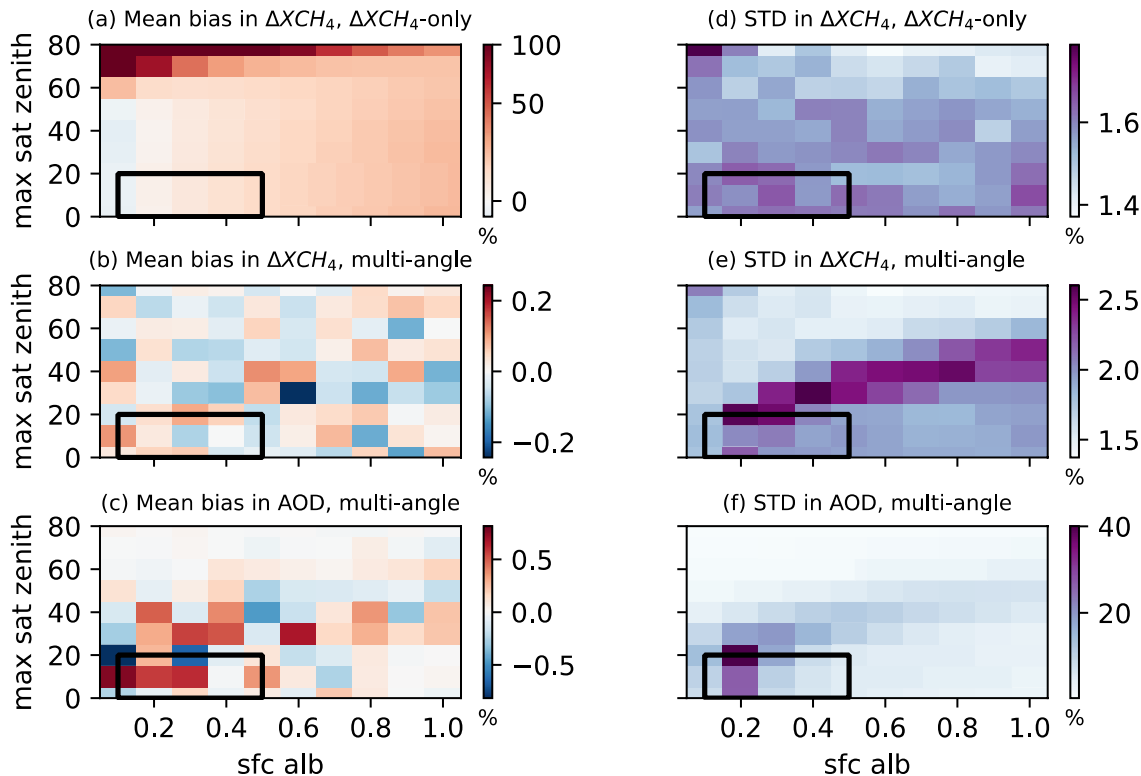 (a) Mean bias in ΔXCH₄, ΔXCH₄-only
80
60
40
20
0
max sat zenith
100
50
0
%
(d) STD in ΔXCH₄, ΔXCH₄-only
1.6
1.4
(b) Mean bias in ΔXCH₄, multi-angle
80
60
40
20
0
max sat zenith
0.2
0.0
−0.2
%
(e) STD in ΔXCH₄, multi-angle
2.5
2.0
1.5
%
(c) Mean bias in AOD, multi-angle
80
60
40
20
0
max sat zenith
0.2 0.4 0.6 0.8 1.0
sfc alb
0.5
0.0
−0.5
%
(f) STD in AOD, multi-angle
0.2 0.4 0.6 0.8 1.0
sfc alb
40
20
%